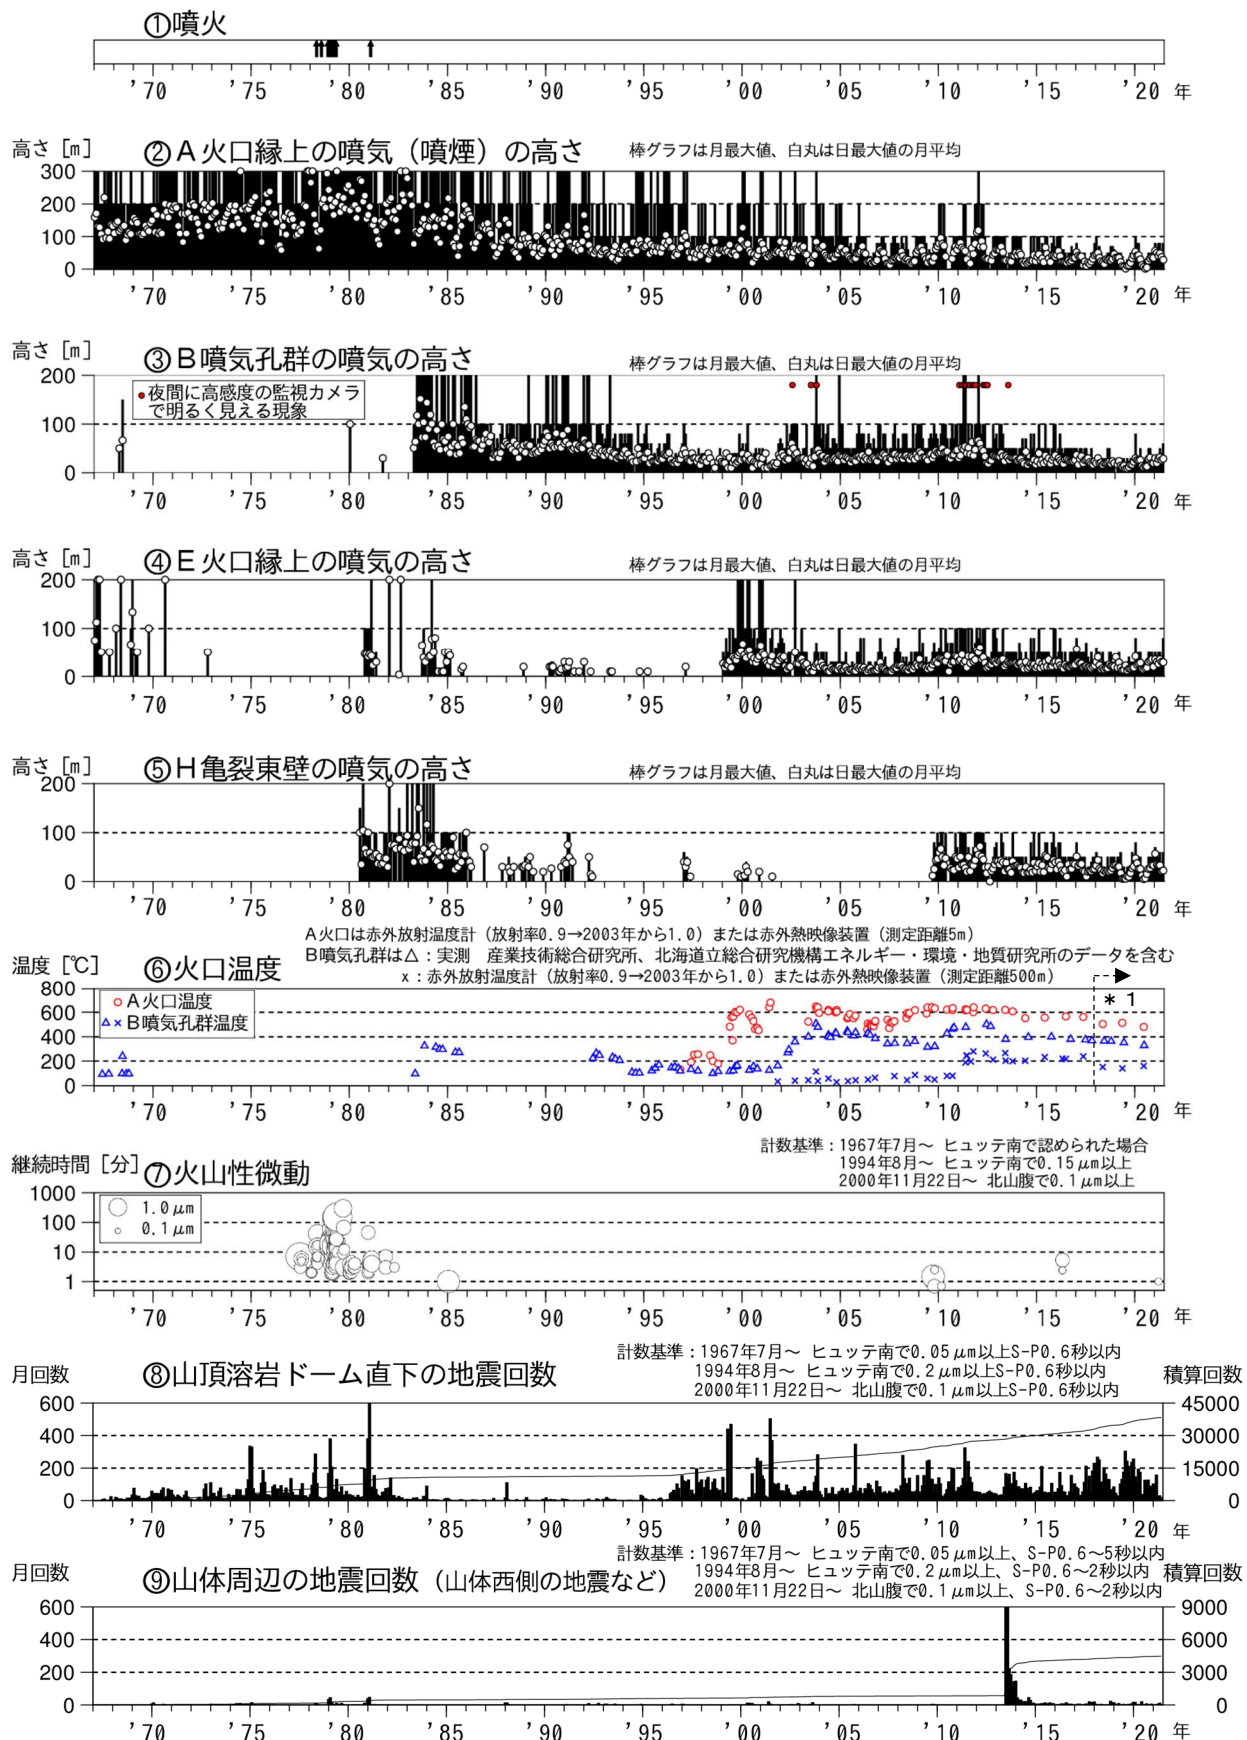 ①噴火
'70 '75 '80 '85 '90 '95 '00 '05 '10 '15 '20 年
高さ [m] ②A火口縁上の噴気（噴煙）の高さ 棒グラフは月最大値、白丸は日最大値の月平均
300
200
100
0
'70 '75 '80 '85 '90 '95 '00 '05 '10 '15 '20 年
高さ [m] ③B噴気孔群の噴気の高さ 棒グラフは月最大値、白丸は日最大値の月平均
200
夜間に高感度の監視カメラ
で明るく見える現象
100
0
'70 '75 '80 '85 '90 '95 '00 '05 '10 '15 '20 年
高さ [m] ④E火口縁上の噴気の高さ 棒グラフは月最大値、白丸は日最大値の月平均
200
100
0
'70 '75 '80 '85 '90 '95 '00 '05 '10 '15 '20 年
高さ [m] ⑤H亀裂東壁の噴気の高さ 棒グラフは月最大値、白丸は日最大値の月平均
200
100
0
'70 '75 '80 '85 '90 '95 '00 '05 '10 '15 '20 年
A火口は赤外放射温度計（放射率0.9→2003年から1.0）または赤外熱映像装置（測定距離5m）
B噴気孔群は△：実測　産業技術総合研究所、北海道立総合研究機構エネルギー・環境・地質研究所のデータを含む
温度 [℃] ⑥火口温度 x：赤外放射温度計（放射率0.9→2003年から1.0）または赤外熱映像装置（測定距離500m）
800
○A火口温度
＊1
600
△×B噴気孔群温度
400
200
0
'70 '75 '80 '85 '90 '95 '00 '05 '10 '15 '20 年
計数基準：1967年7月～ ヒュッテ南で認められた場合
継続時間 [分] ⑦火山性微動 1994年8月～ ヒュッテ南で0.15μm以上
2000年11月22日～ 北山腹で0.1μm以上
1000
1.0μm
100
0.1μm
10
1
'70 '75 '80 '85 '90 '95 '00 '05 '10 '15 '20 年
計数基準：1967年7月～ ヒュッテ南で0.05μm以上S-P0.6秒以内
月回数 ⑧山頂溶岩ドーム直下の地震回数 1994年8月～ ヒュッテ南で0.2μm以上S-P0.6秒以内 積算回数
2000年11月22日～ 北山腹で0.1μm以上S-P0.6秒以内
600 45000
400 30000
200 15000
0 0
'70 '75 '80 '85 '90 '95 '00 '05 '10 '15 '20 年
計数基準：1967年7月～ ヒュッテ南で0.05μm以上、S-P0.6～5秒以内
月回数 ⑨山体周辺の地震回数（山体西側の地震など） 1994年8月～ ヒュッテ南で0.2μm以上、S-P0.6～2秒以内 積算回数
2000年11月22日～ 北山腹で0.1μm以上、S-P0.6～2秒以内
600 9000
400 6000
200 3000
0 0
'70 '75 '80 '85 '90 '95 '00 '05 '10 '15 '20 年